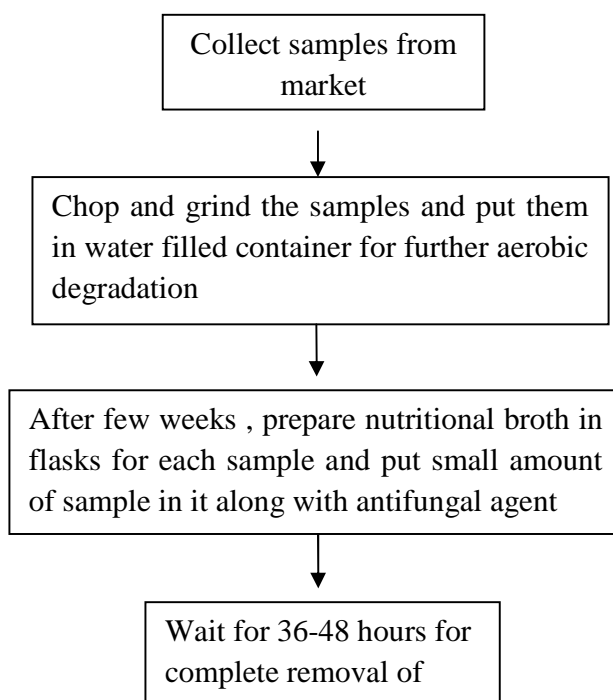 Collect samples from
market
Chop and grind the samples and put them
in water filled container for further aerobic
degradation
After few weeks , prepare nutritional broth in
flasks for each sample and put small amount
of sample in it along with antifungal agent
Wait for 36-48 hours for
complete removal of